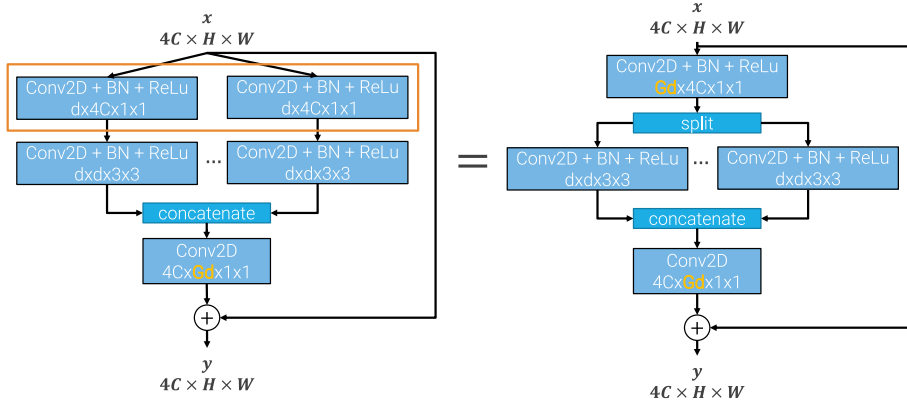 x
4C × H × W
Conv2D + BN + ReLu
dx4Cx1x1
Conv2D + BN + ReLu
dx4Cx1x1
Conv2D + BN + ReLu
dxdx3x3
...
Conv2D + BN + ReLu
dxdx3x3
concatenate
Conv2D
4CxGdx1x1
+
y
4C × H × W
=
x
4C × H × W
Conv2D + BN + ReLu
Gdx4Cx1x1
split
Conv2D + BN + ReLu
dxdx3x3
...
Conv2D + BN + ReLu
dxdx3x3
concatenate
Conv2D
4CxGdx1x1
+
y
4C × H × W